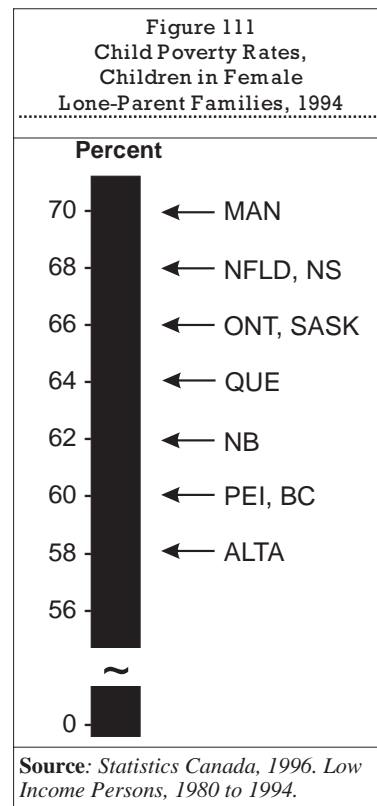 Figure 111
Child Poverty Rates,
Children in Female
Lone-Parent Families, 1994
Percent
70 MAN
68 NFLD, NS
66 ONT, SASK
64 QUE
62 NB
60 PEI, BC
58 ALTA
56
~
0
Source: Statistics Canada, 1996. Low
Income Persons, 1980 to 1994.